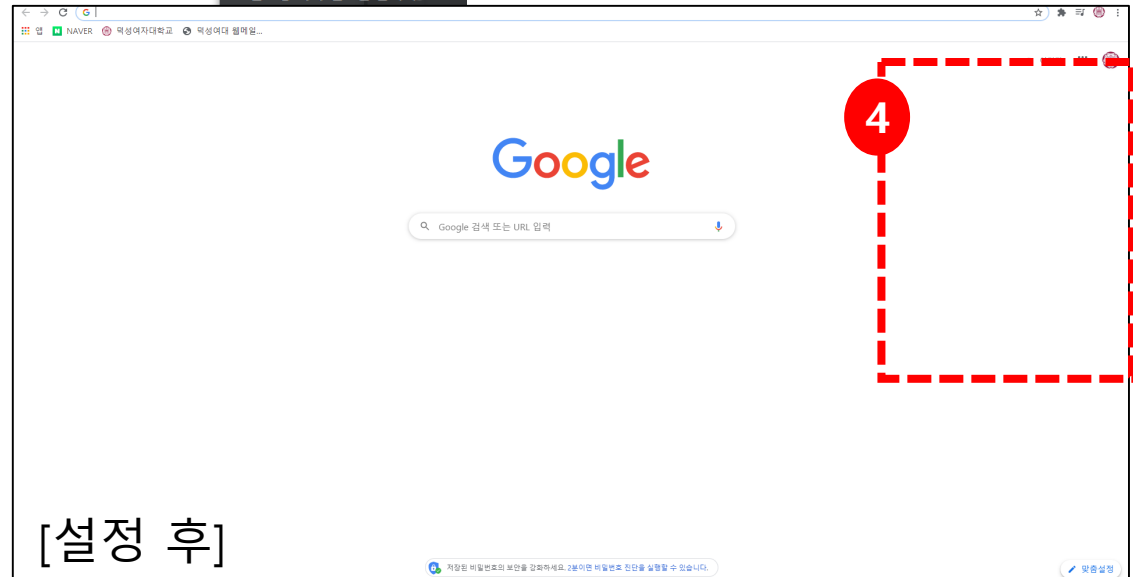 앱 NAVER 덕성여자대학교 덕성여대 웹메일...
4
Google
Google 검색 또는 URL 입력
[설정 후]
저장된 비밀번호의 보안을 강화하세요. 2분이면 비밀번호 진단을 실행할 수 있습니다.
맞춤설정